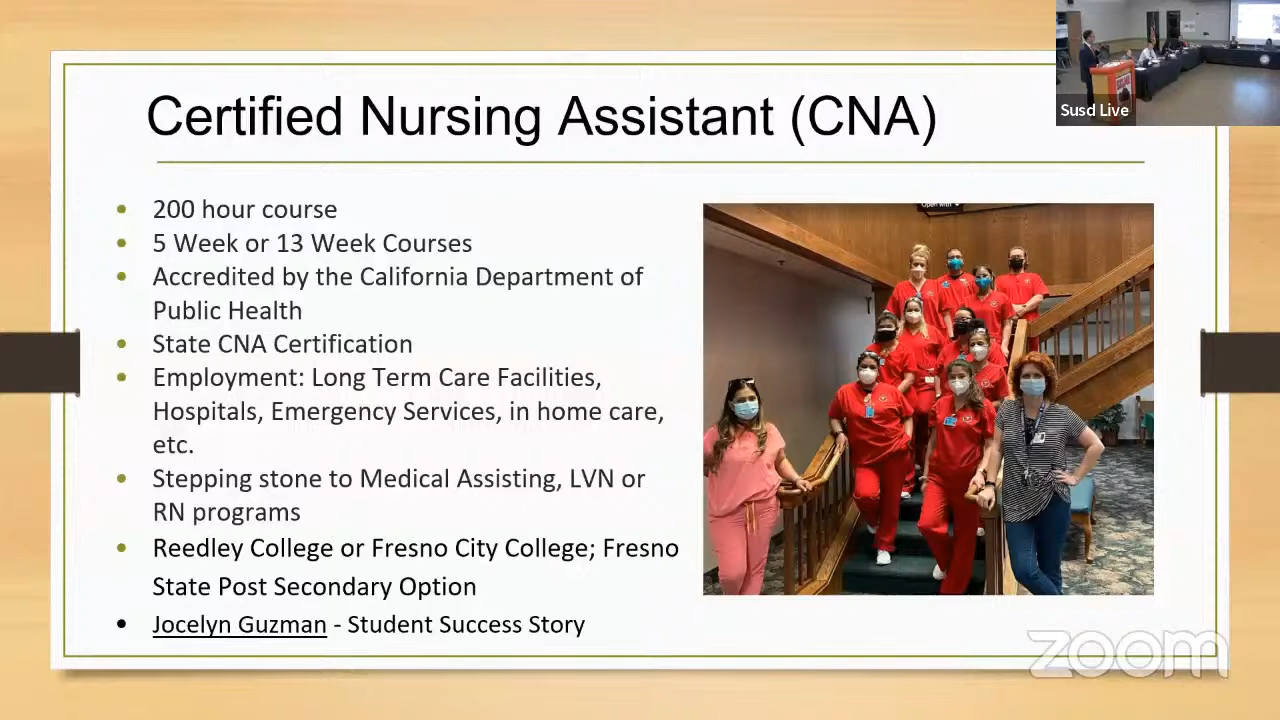 Certified Nursing Assistant (CNA)
Susd Live
200 hour course
5 Week or 13 Week Courses
Accredited by the California Department of
Public Health
State CNA Certification
Employment: Long Term Care Facilities,
Hospitals, Emergency Services, in home care,
etc.
Stepping stone to Medical Assisting, LVN or
RN programs
Reedley College or Fresno City College; Fresno
State Post Secondary Option
Jocelyn Guzman - Student Success Story
Open with
zoom